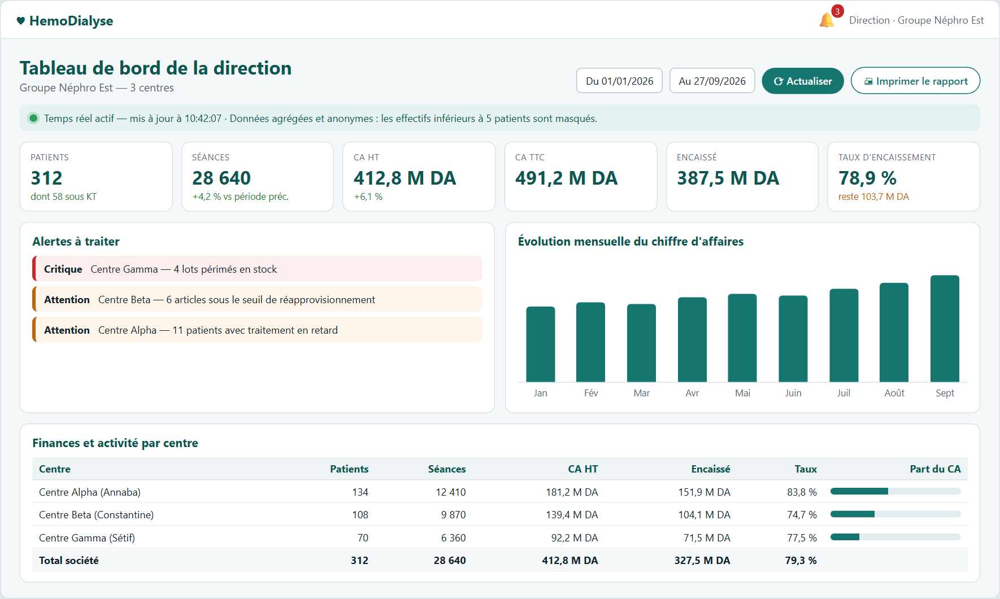 HemoDialyse
3
Direction · Groupe Néphro Est
Tableau de bord de la direction
Groupe Néphro Est — 3 centres
Du 01/01/2026
Au 27/09/2026
Actualiser
Imprimer le rapport
Temps réel actif — mis à jour à 10:42:07 · Données agrégées et anonymes : les effectifs inférieurs à 5 patients sont masqués.
PATIENTS
312
dont 58 sous KT
SÉANCES
28 640
+4,2 % vs période préc.
CA HT
412,8 M DA
+6,1 %
CA TTC
491,2 M DA
ENCAISSÉ
387,5 M DA
TAUX D'ENCAISSEMENT
78,9 %
reste 103,7 M DA
Alertes à traiter
Critique Centre Gamma — 4 lots périmés en stock
Attention Centre Beta — 6 articles sous le seuil de réapprovisionnement
Attention Centre Alpha — 11 patients avec traitement en retard
Évolution mensuelle du chiffre d'affaires
Jan Fév Mar Avr Mai Juin Juil Août Sept
Finances et activité par centre
Centre Patients Séances CA HT Encaissé Taux Part du CA
Centre Alpha (Annaba) 134 12 410 181,2 M DA 151,9 M DA 83,8 %
Centre Beta (Constantine) 108 9 870 139,4 M DA 104,1 M DA 74,7 %
Centre Gamma (Sétif) 70 6 360 92,2 M DA 71,5 M DA 77,5 %
Total société 312 28 640 412,8 M DA 327,5 M DA 79,3 %